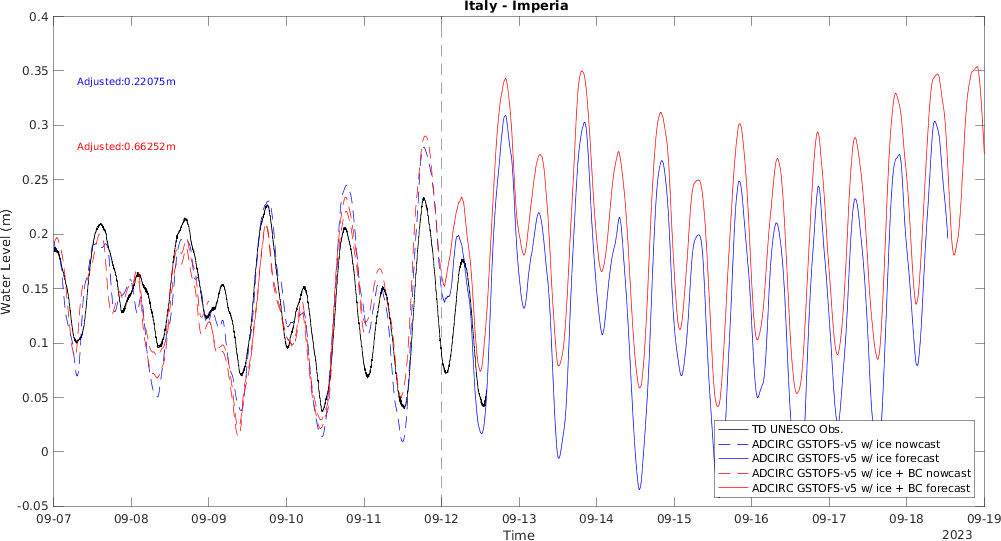 Italy - Imperia
0.4
0.35
0.3
0.25
0.2
0.15
0.1
0.05
0
-0.05
Water Level (m)
Adjusted:0.22075m
Adjusted:0.66252m
TD UNESCO Obs.
ADCIRC GSTOFS-v5 w/ ice nowcast
ADCIRC GSTOFS-v5 w/ ice forecast
ADCIRC GSTOFS-v5 w/ ice + BC nowcast
ADCIRC GSTOFS-v5 w/ ice + BC forecast
09-07 09-08 09-09 09-10 09-11 09-12 09-13 09-14 09-15 09-16 09-17 09-18 09-19
Time
2023